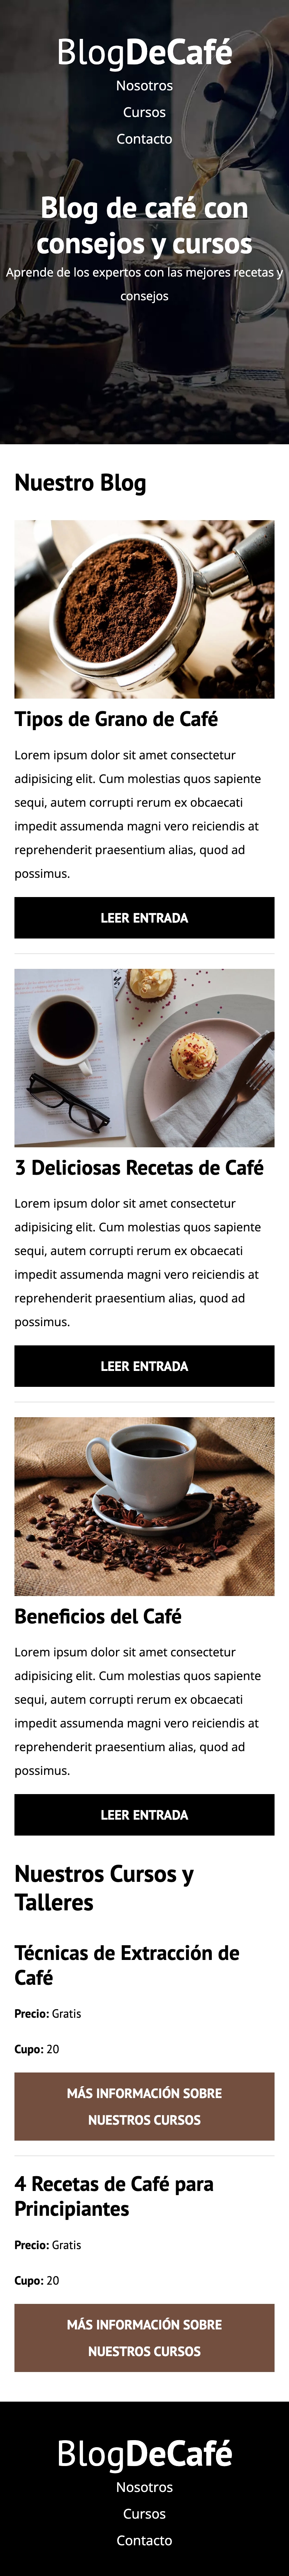 BlogDeCafé
Nosotros
Cursos
Contacto
Blog de café con
consejos y cursos
Aprende de los expertos con las mejores recetas y
consejos
Nuestro Blog
Tipos de Grano de Café
Lorem ipsum dolor sit amet consectetur
adipisicing elit. Cum molestias quos sapiente
sequi, autem corrupti rerum ex obcaecati
impedit assumenda magni vero reiciendis at
reprehenderit praesentium alias, quod ad
possimus.
LEER ENTRADA
3 Deliciosas Recetas de Café
Lorem ipsum dolor sit amet consectetur
adipisicing elit. Cum molestias quos sapiente
sequi, autem corrupti rerum ex obcaecati
impedit assumenda magni vero reiciendis at
reprehenderit praesentium alias, quod ad
possimus.
LEER ENTRADA
Beneficios del Café
Lorem ipsum dolor sit amet consectetur
adipisicing elit. Cum molestias quos sapiente
sequi, autem corrupti rerum ex obcaecati
impedit assumenda magni vero reiciendis at
reprehenderit praesentium alias, quod ad
possimus.
LEER ENTRADA
Nuestros Cursos y
Talleres
Técnicas de Extracción de
Café
Precio: Gratis
Cupo: 20
MÁS INFORMACIÓN SOBRE
NUESTROS CURSOS
4 Recetas de Café para
Principiantes
Precio: Gratis
Cupo: 20
MÁS INFORMACIÓN SOBRE
NUESTROS CURSOS
BlogDeCafé
Nosotros
Cursos
Contacto